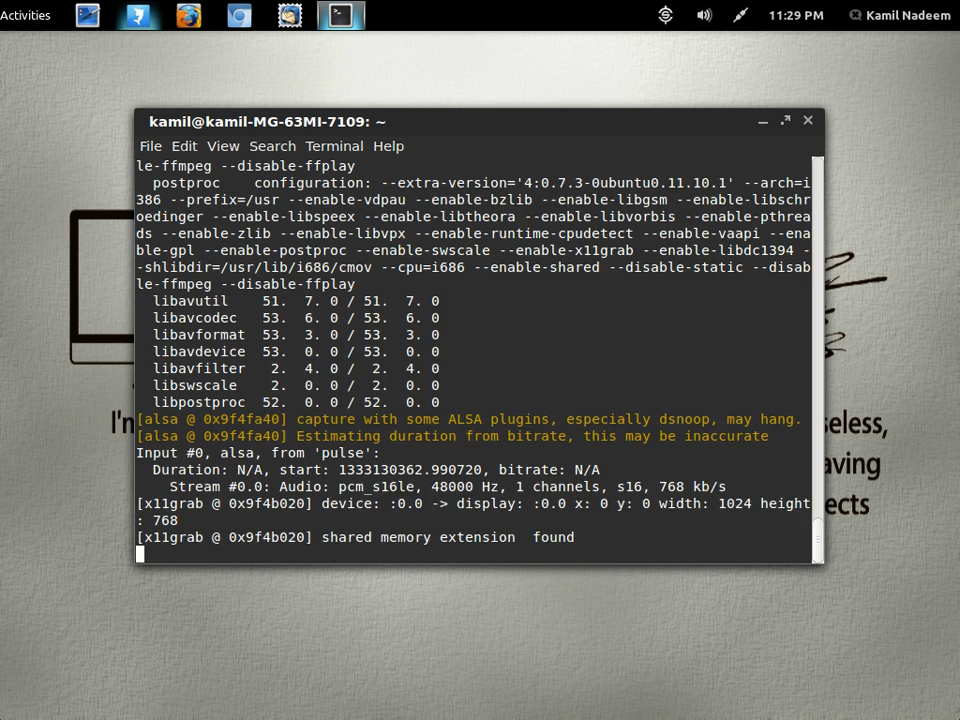 Activities
11:29 PM
Kamil Nadeem
kamil@kamil-MG-63MI-7109: ~
File Edit View Search Terminal Help
le-ffmpeg --disable-ffplay
  postproc   configuration: --extra-version='4:0.7.3-0ubuntu0.11.10.1' --arch=i
386 --prefix=/usr --enable-vdpau --enable-bzlib --enable-libgsm --enable-libschr
oedinger --enable-libspeex --enable-libtheora --enable-libvorbis --enable-pthrea
ds --enable-zlib --enable-libvpx --enable-runtime-cpudetect --enable-vaapi --ena
ble-gpl --enable-postproc --enable-swscale --enable-x11grab --enable-libdc1394 -
-shlibdir=/usr/lib/i686/cmov --cpu=i686 --enable-shared --disable-static --disab
le-ffmpeg --disable-ffplay
  libavutil    51.  7. 0 / 51.  7. 0
  libavcodec   53.  6. 0 / 53.  6. 0
  libavformat  53.  3. 0 / 53.  3. 0
  libavdevice  53.  0. 0 / 53.  0. 0
  libavfilter   2.  4. 0 /  2.  4. 0
  libswscale    2.  0. 0 /  2.  0. 0
  libpostproc  52.  0. 0 / 52.  0. 0
[alsa @ 0x9f4fa40] capture with some ALSA plugins, especially dsnoop, may hang.
[alsa @ 0x9f4fa40] Estimating duration from bitrate, this may be inaccurate
Input #0, alsa, from 'pulse':
  Duration: N/A, start: 1333130362.990720, bitrate: N/A
    Stream #0.0: Audio: pcm_s16le, 48000 Hz, 1 channels, s16, 768 kb/s
[x11grab @ 0x9f4b020] device: :0.0 -> display: :0.0 x: 0 y: 0 width: 1024 height
: 768
[x11grab @ 0x9f4b020] shared memory extension  found
I'm
seless,
aving
ects